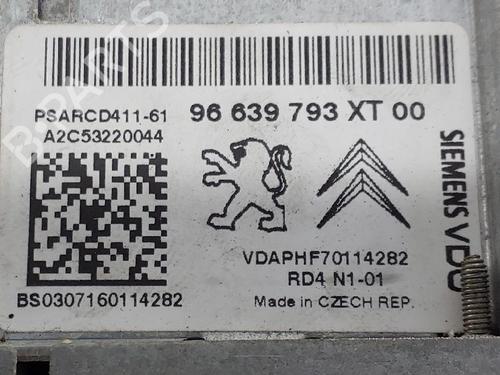 PSARCD411-61
A2C53220044
96 639 793 XT 00
SIEMENS VDO
VDAPHF70114282
RD4 N1-01
BS0307160114282
Made in CZECH REP.
B-PARTS